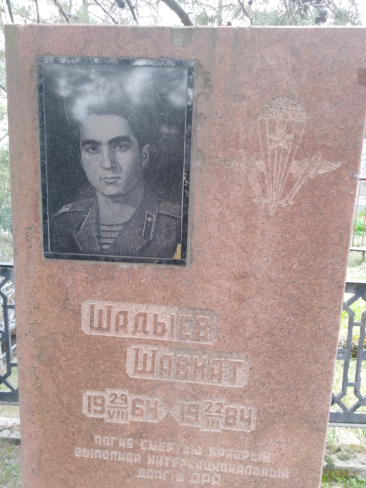 ШАДЫЕВ
ШАВКАТ
19 29/VIII 64 - 19 22/III 84
ПОГИБ СМЕРТЬЮ ХРАБРЫХ
ВЫПОЛНЯЯ ИНТЕРНАЦИОНАЛЬНЫЙ
ДОЛГ В ДРА